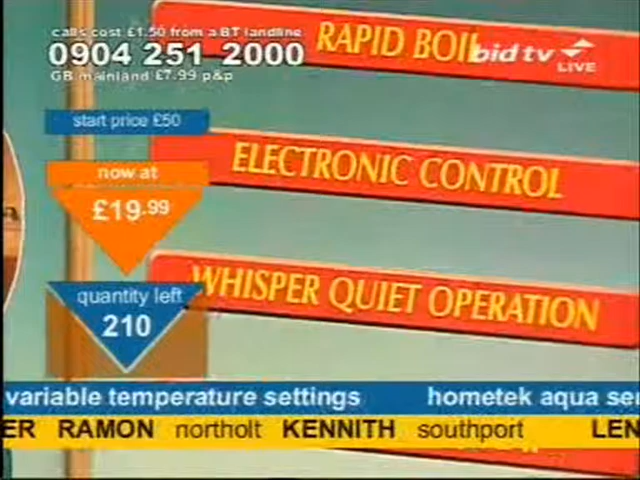 calls cost £1.50 from a BT landline
0904 251 2000
GB mainland £7.99 p&p
RAPID BOIL
bid tv
LIVE
start price £50
ELECTRONIC CONTROL
now at
£19.99
WHISPER QUIET OPERATION
quantity left
210
variable temperature settings hometek aqua
RAMON northolt KENNITH southport